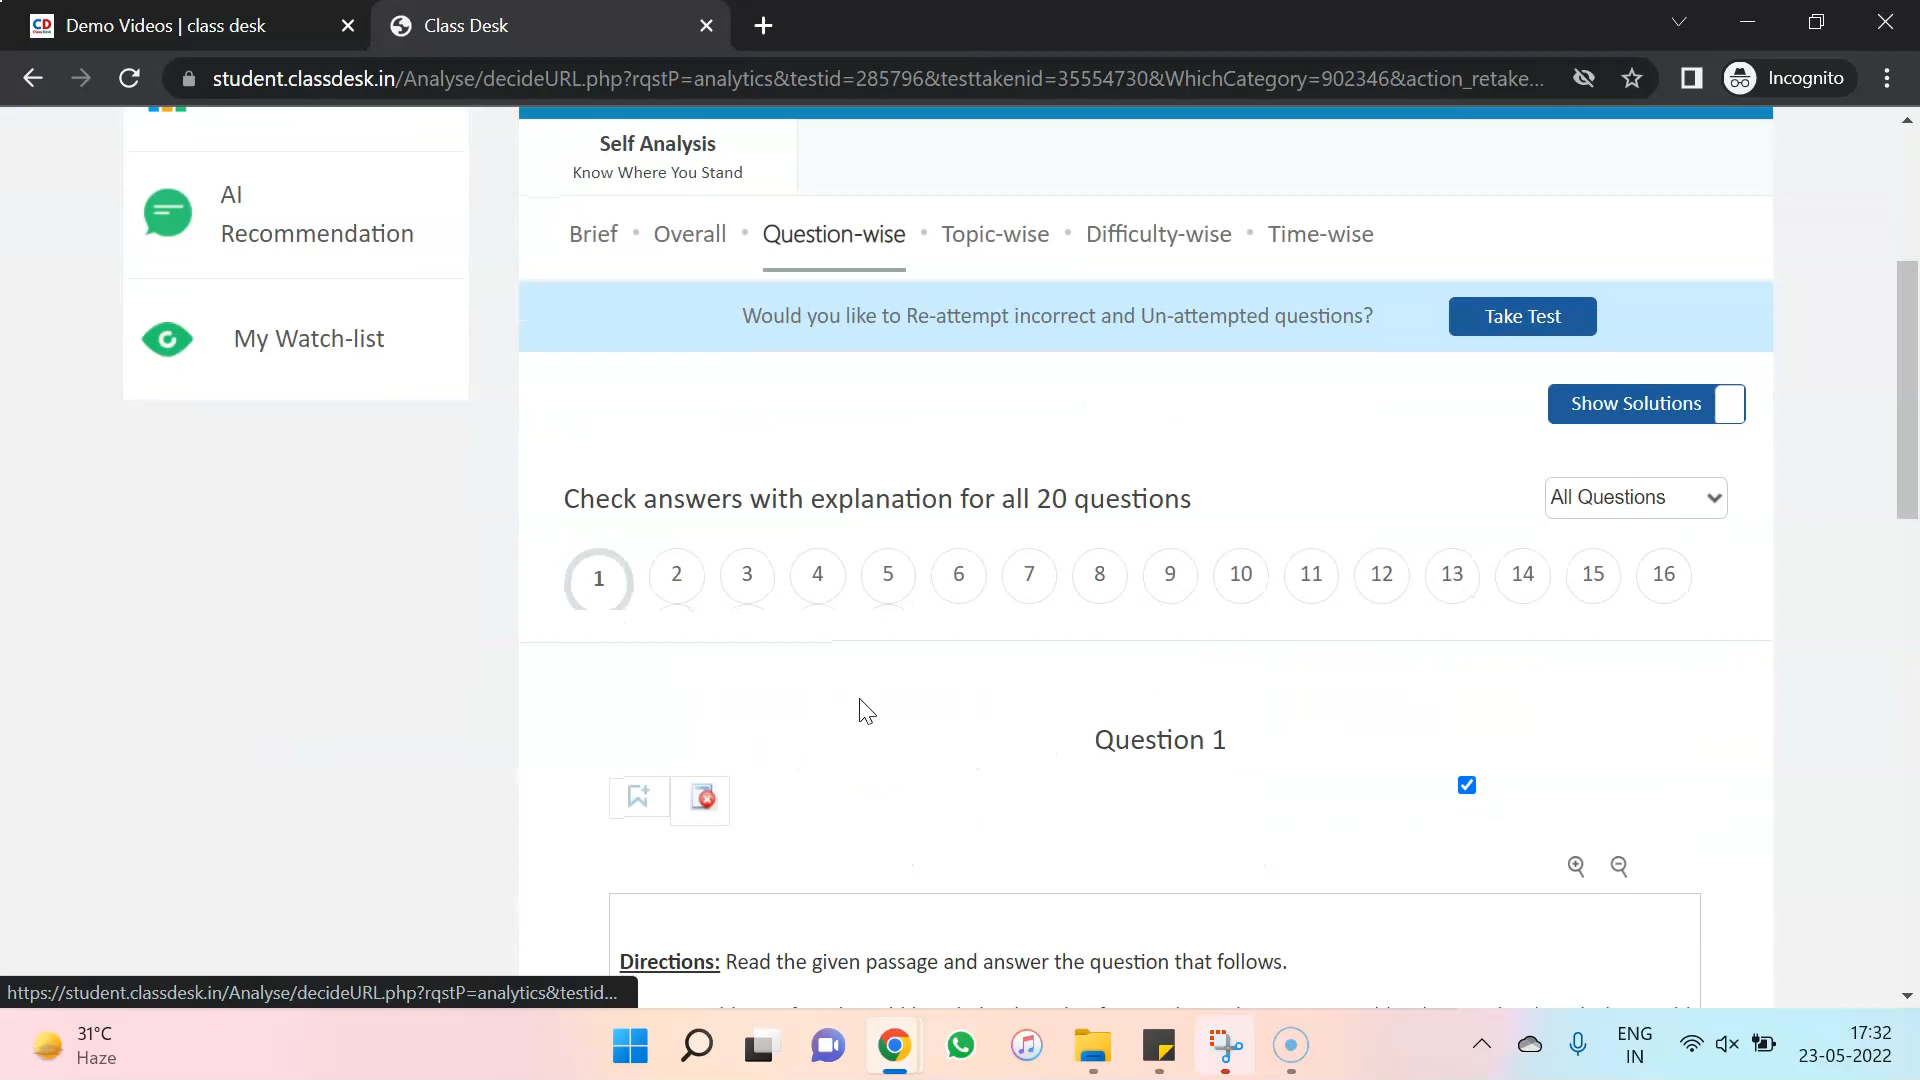 CD
Class Desk
Demo Videos | class desk
Class Desk
student.classdesk.in/Analyse/decideURL.php?rqstP=analytics&testid=285796&testtakenid=35554730&WhichCategory=902346&action_retake...
Incognito
AI
Recommendation
My Watch-list
Self Analysis
Know Where You Stand
Brief • Overall • Question-wise • Topic-wise • Difficulty-wise • Time-wise
Would you like to Re-attempt incorrect and Un-attempted questions?
Take Test
Show Solutions
Check answers with explanation for all 20 questions
All Questions
1 2 3 4 5 6 7 8 9 10 11 12 13 14 15 16
Question 1
Directions: Read the given passage and answer the question that follows.
https://student.classdesk.in/Analyse/decideURL.php?rqstP=analytics&testid...
31°C
Haze
ENG
IN
17:32
23-05-2022